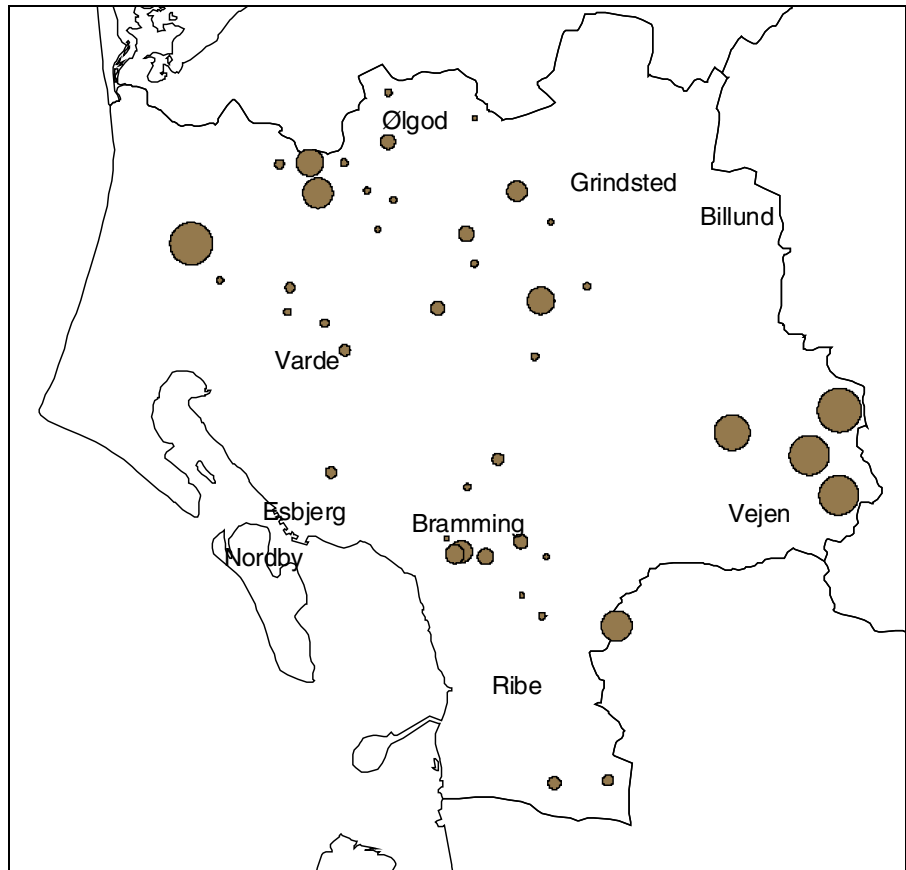 Ølgod
Grindsted
Billund
Varde
Esbjerg
Bramming
Vejen
Nordby
Ribe